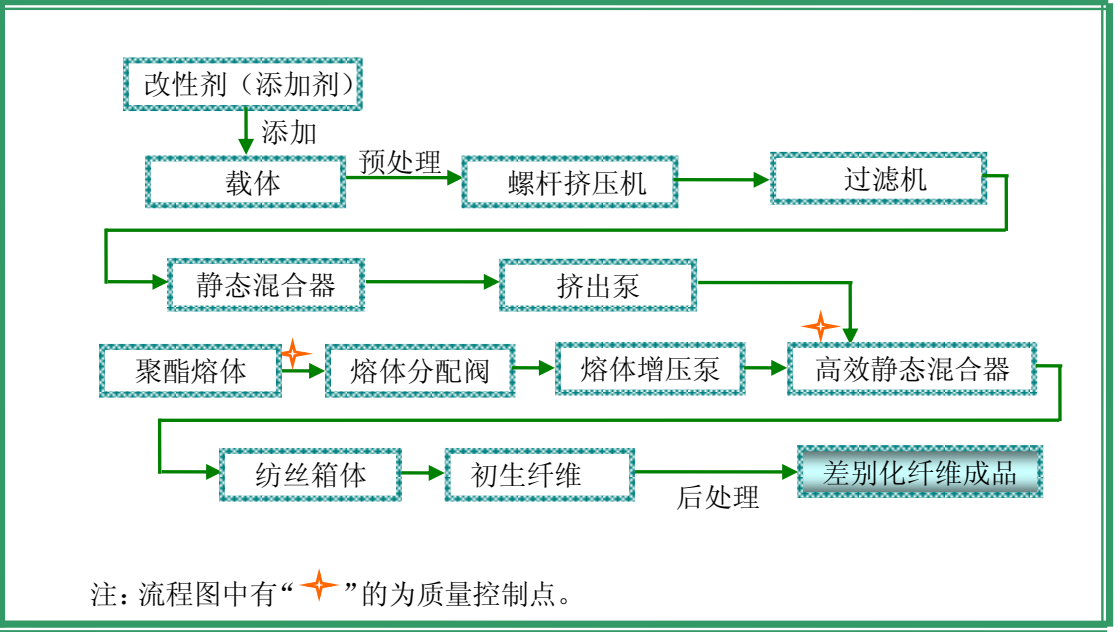 改性剂（添加剂）
添加
载体
预处理
螺杆挤压机
过滤机
静态混合器
挤出泵
聚酯熔体
熔体分配阀
熔体增压泵
高效静态混合器
纺丝箱体
初生纤维
后处理
差别化纤维成品
注：流程图中有“ ”的为质量控制点。